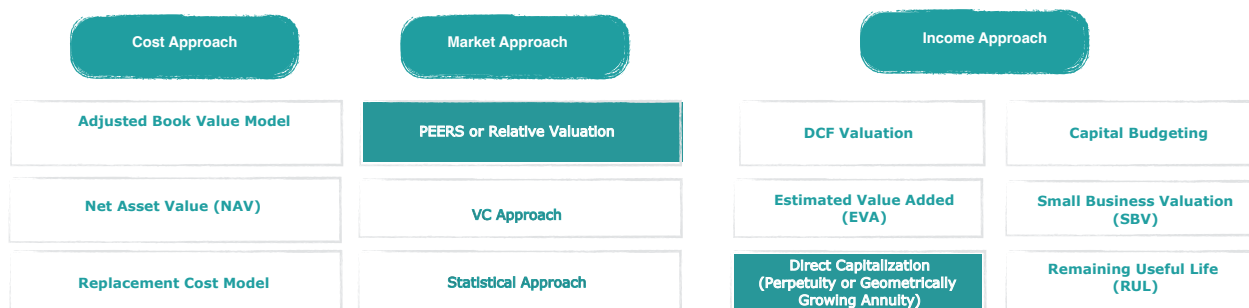 Cost Approach
Market Approach
Income Approach
Adjusted Book Value Model
PEERS or Relative Valuation
DCF Valuation
Capital Budgeting
Net Asset Value (NAV)
VC Approach
Estimated Value Added
(EVA)
Small Business Valuation
(SBV)
Replacement Cost Model
Statistical Approach
Direct Capitalization
(Perpetuity or Geometrically
Growing Annuity)
Remaining Useful Life
(RUL)